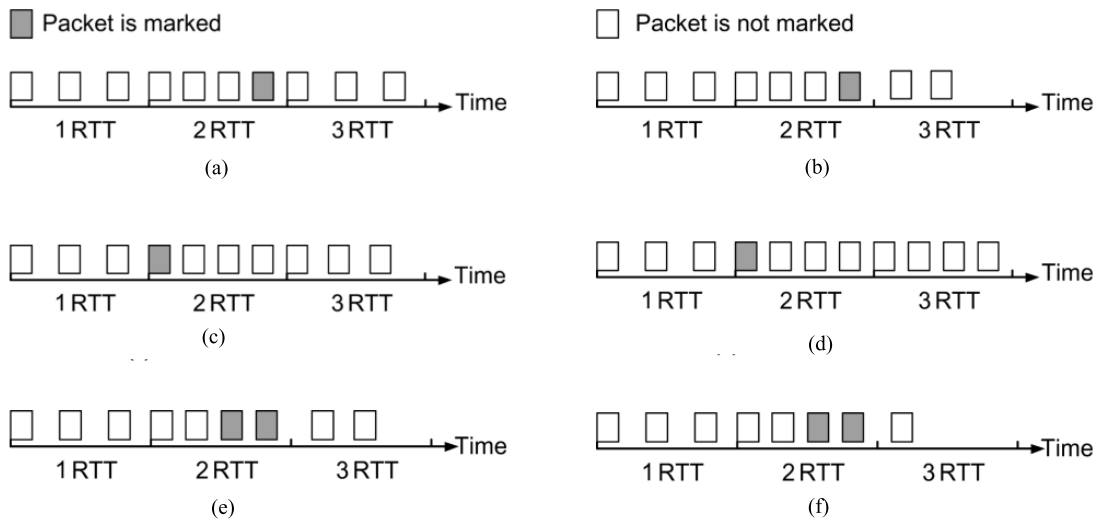 Packet is marked
Packet is not marked
Time
1 RTT 2 RTT 3 RTT
(a)
Time
1 RTT 2 RTT 3 RTT
(b)
Time
1 RTT 2 RTT 3 RTT
(c)
Time
1 RTT 2 RTT 3 RTT
(d)
Time
1 RTT 2 RTT 3 RTT
(e)
Time
1 RTT 2 RTT 3 RTT
(f)